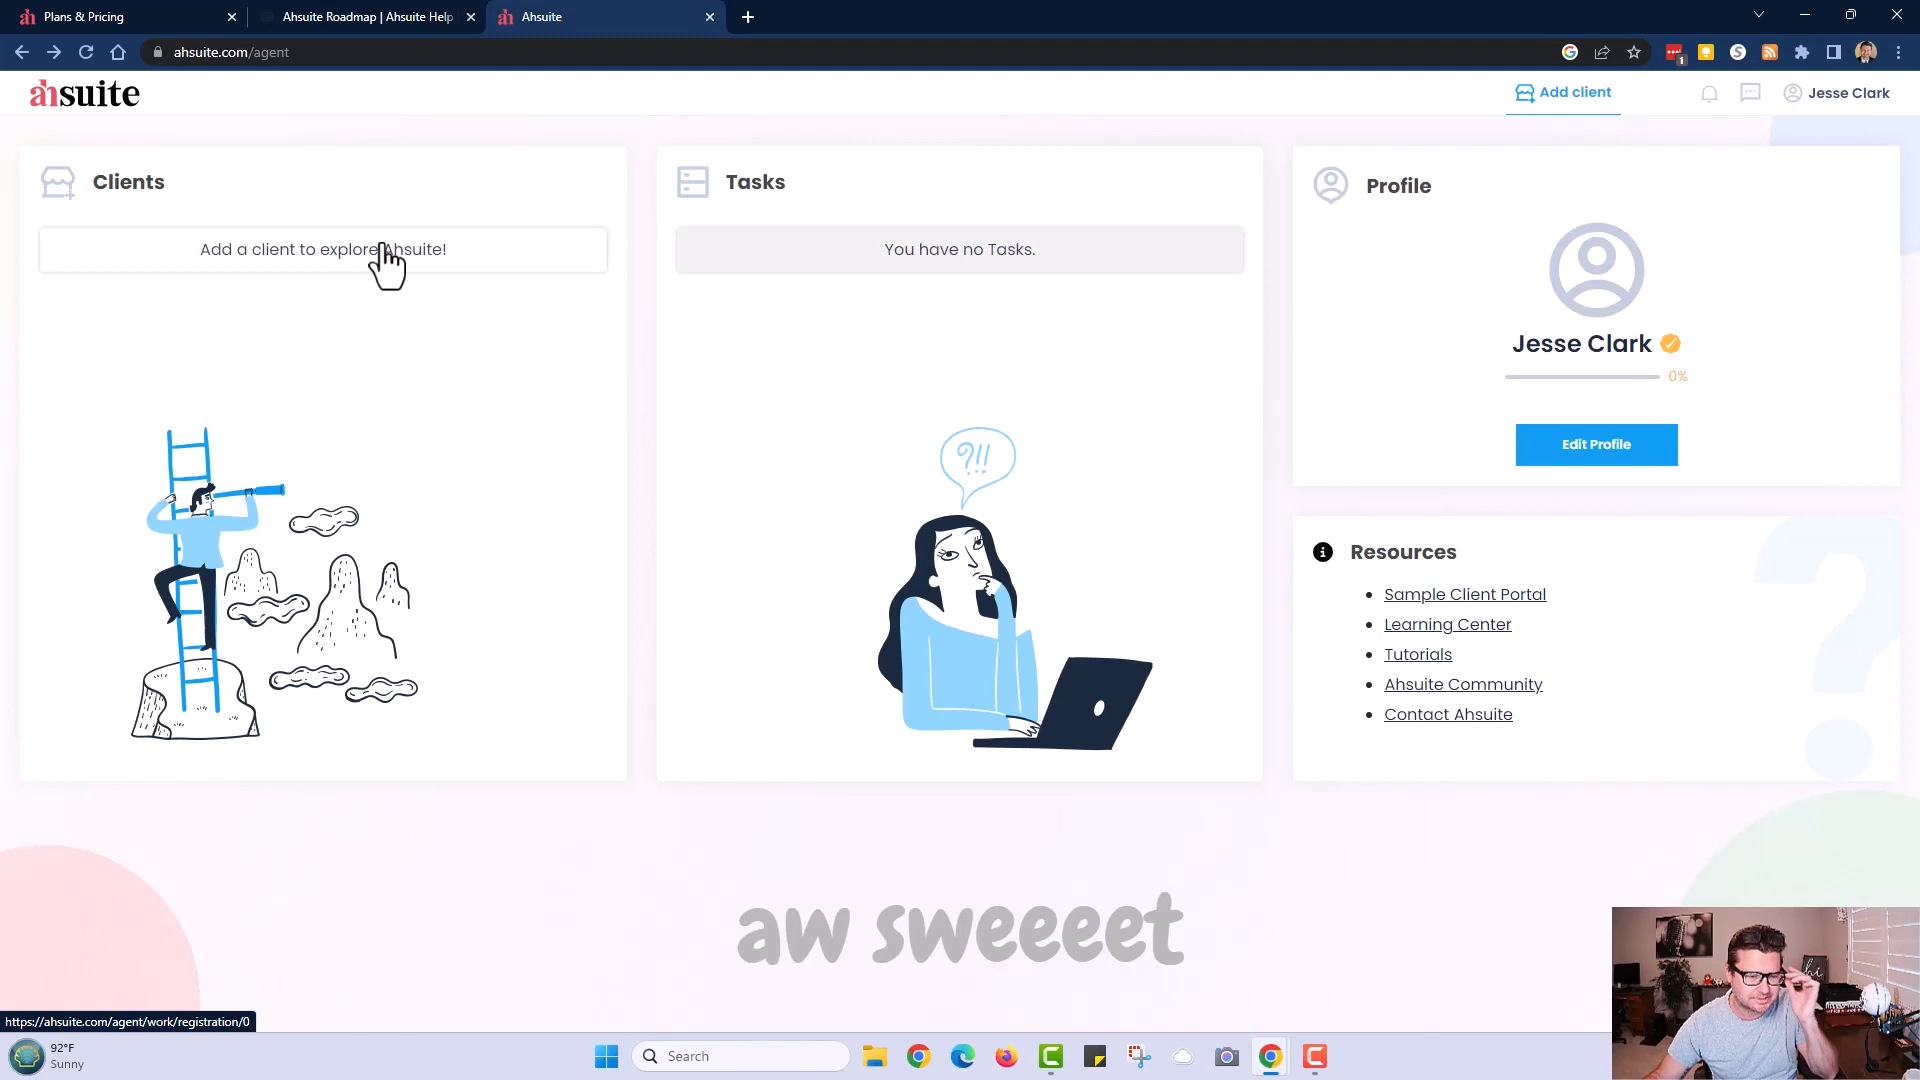 Plans & Pricing
Ahsuite Roadmap | Ahsuite Help
Ahsuite
ahsuite.com/agent
1
ahsuite
Add client
Jesse Clark
Clients
Add a client to explore Ahsuite!
Tasks
You have no Tasks.
?!!
Profile
Jesse Clark
0%
Edit Profile
Resources
Sample Client Portal
Learning Center
Tutorials
Ahsuite Community
Contact Ahsuite
?
aw sweeeet
hi
https://ahsuite.com/agent/work/registration/0
92°F
Sunny
Search